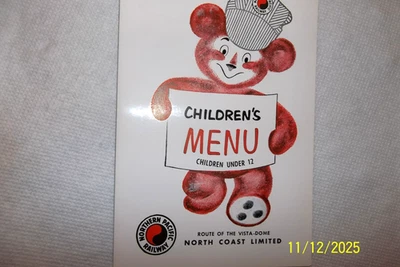 CHILDREN'S
MENU
CHILDREN UNDER 12
NORTHERN PACIFIC
RAILWAY
ROUTE OF THE VISTA-DOME
NORTH COAST LIMITED
11/12/2025